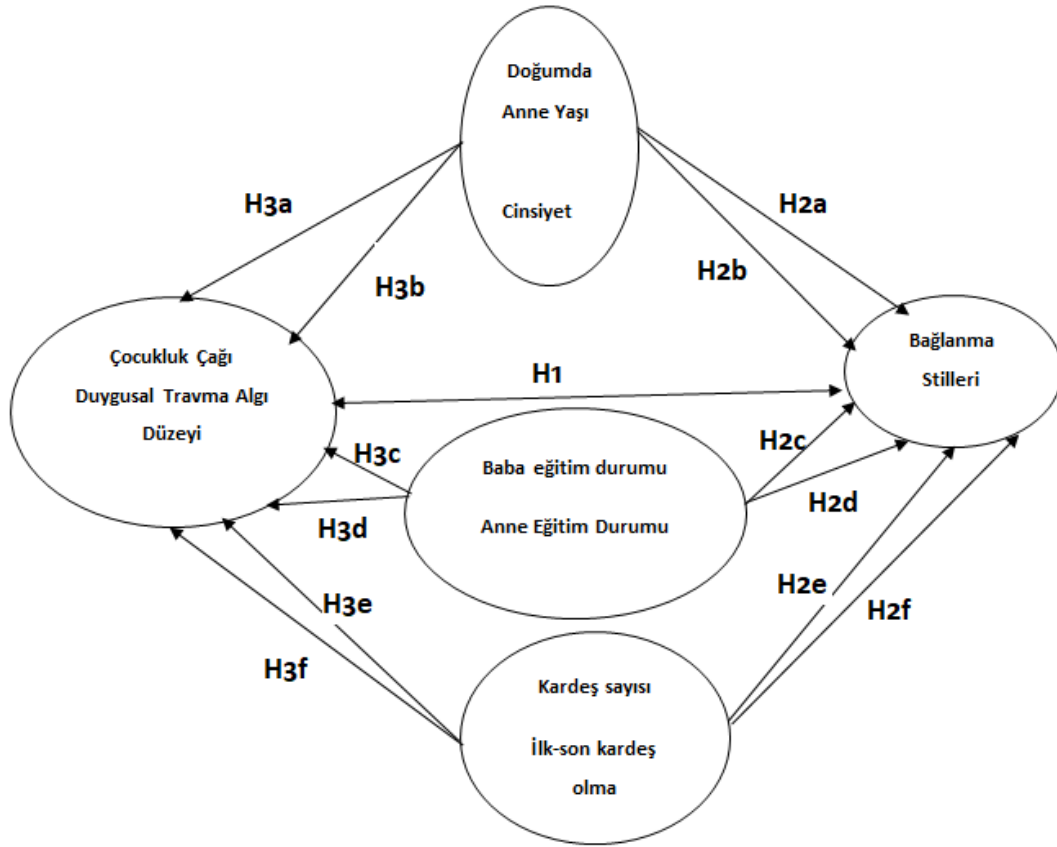 Doğumda
Anne Yaşı
Cinsiyet
H3a
H2a
H3b
H2b
Çocukluk Çağı
Duygusal Travma Algı
Düzeyi
Bağlanma
Stilleri
H1
H3c
H2c
Baba eğitim durumu
Anne Eğitim Durumu
H3d
H2d
H3e
H2e
H3f
H2f
Kardeş sayısı
İlk-son kardeş
olma